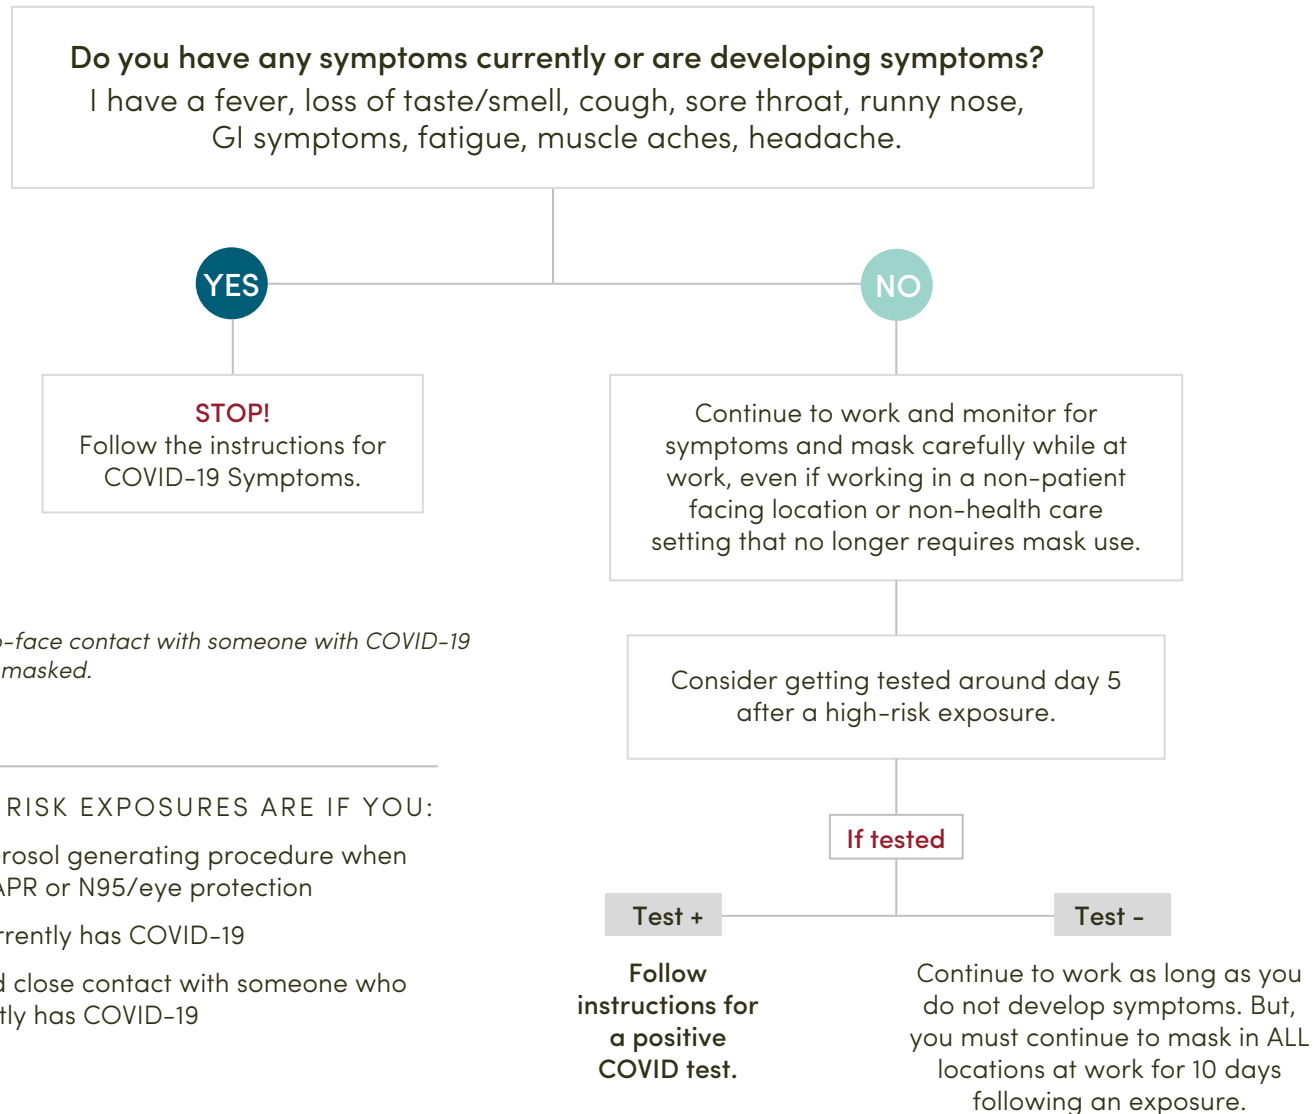 Do you have any symptoms currently or are developing symptoms?
I have a fever, loss of taste/smell, cough, sore throat, runny nose,
GI symptoms, fatigue, muscle aches, headache.
YES
NO
STOP!
Follow the instructions for
COVID-19 Symptoms.
Continue to work and monitor for
symptoms and mask carefully while at
work, even if working in a non-patient
facing location or non-health care
setting that no longer requires mask use.
-face contact with someone with COVID-19
masked.
Consider getting tested around day 5
after a high-risk exposure.
RISK EXPOSURES ARE IF YOU:
generating procedure when
or N95/eye protection
has COVID-19
close contact with someone who
has COVID-19
If tested
Test +
Test -
Follow
instructions for
a positive
COVID test.
Continue to work as long as you
do not develop symptoms. But,
you must continue to mask in ALL
locations at work for 10 days
following an exposure.